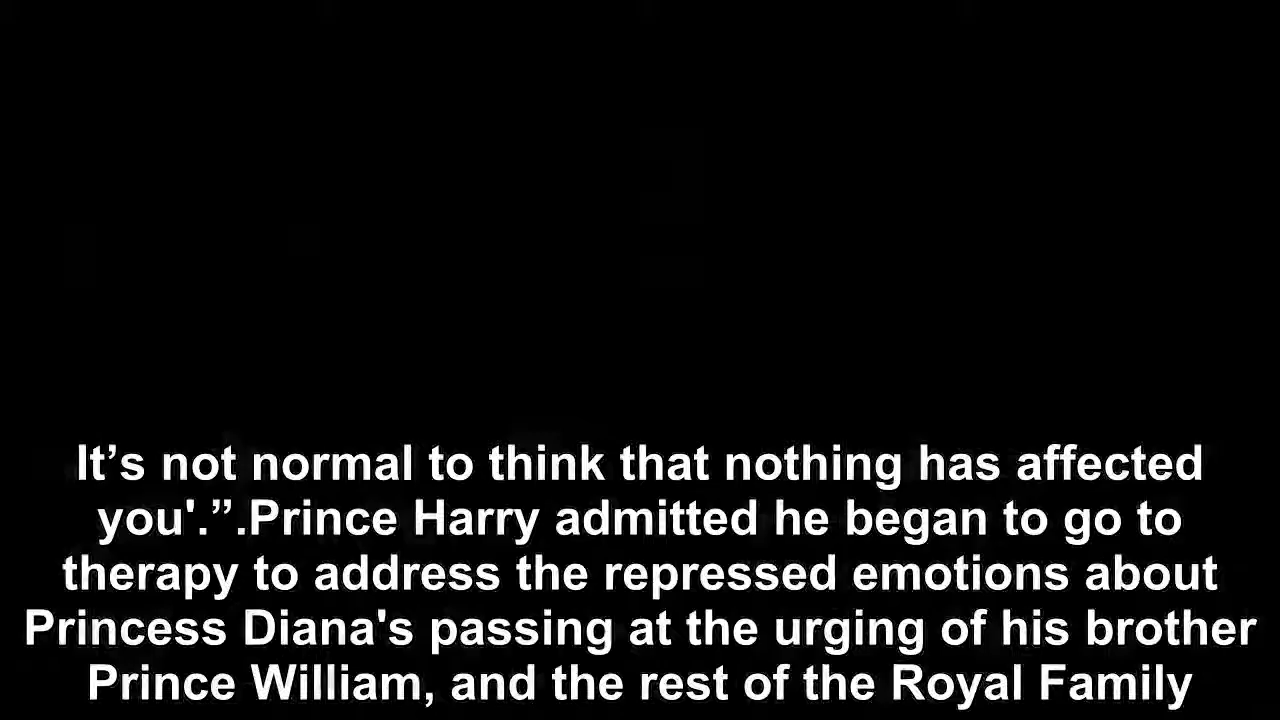 It’s not normal to think that nothing has affected
you'.”.Prince Harry admitted he began to go to
therapy to address the repressed emotions about
Princess Diana's passing at the urging of his brother
Prince William, and the rest of the Royal Family